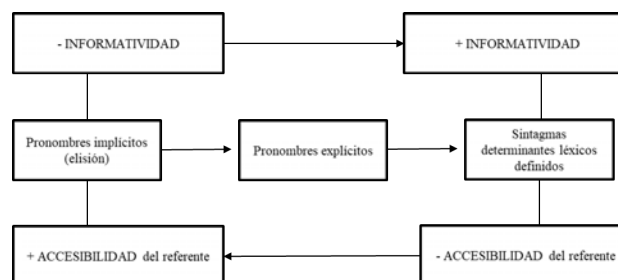 - INFORMATIVIDAD
+ INFORMATIVIDAD
Pronombres implícitos
(elisión)
Pronombres explícitos
Sintagmas
determinantes léxicos
definidos
+ ACCESIBILIDAD del referente
- ACCESIBILIDAD del referente